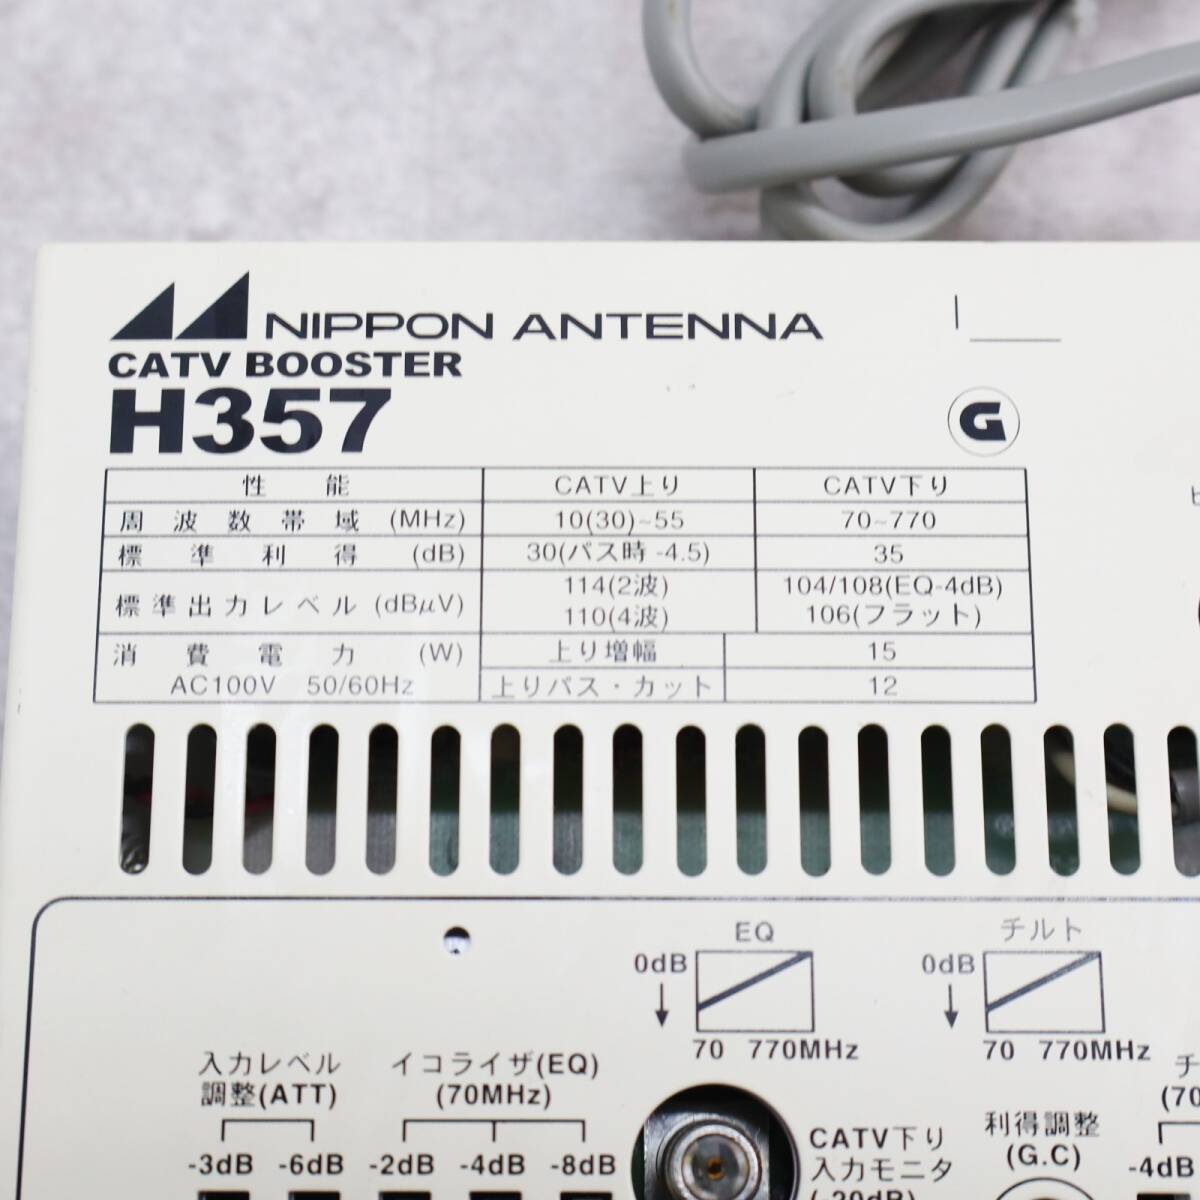 NIPPON ANTENNA
CATV BOOSTER
H357
G
性能 CATV上り CATV下り
周波数帯域 (MHz) 10(30)~55 70~770
標準利得 (dB) 30(パス時 -4.5) 35
標準出力レベル (dBμV) 114(2波) 110(4波) 104/108(EQ-4dB) 106(フラット)
消費電力 (W) 上り増幅 15
AC100V 50/60Hz 上りパス・カット 12
EQ
0dB
70 770MHz
チルト
0dB
70 770MHz
入力レベル
調整(ATT)
-3dB -6dB
イコライザ(EQ)
(70MHz)
-2dB -4dB -8dB
CATV下り
入力モニタ
(-20dB)
利得調整
(G.C)
チ
(70
-4dB